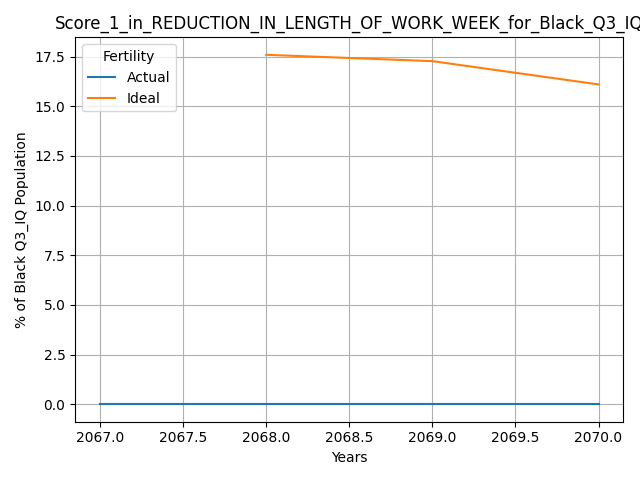 Score_1_in_REDUCTION_IN_LENGTH_OF_WORK_WEEK_for_Black_Q3_IQ
Fertility
Actual
Ideal
17.5
15.0
12.5
10.0
7.5
5.0
2.5
0.0
% of Black Q3_IQ Population
2067.0 2067.5 2068.0 2068.5 2069.0 2069.5 2070.0
Years